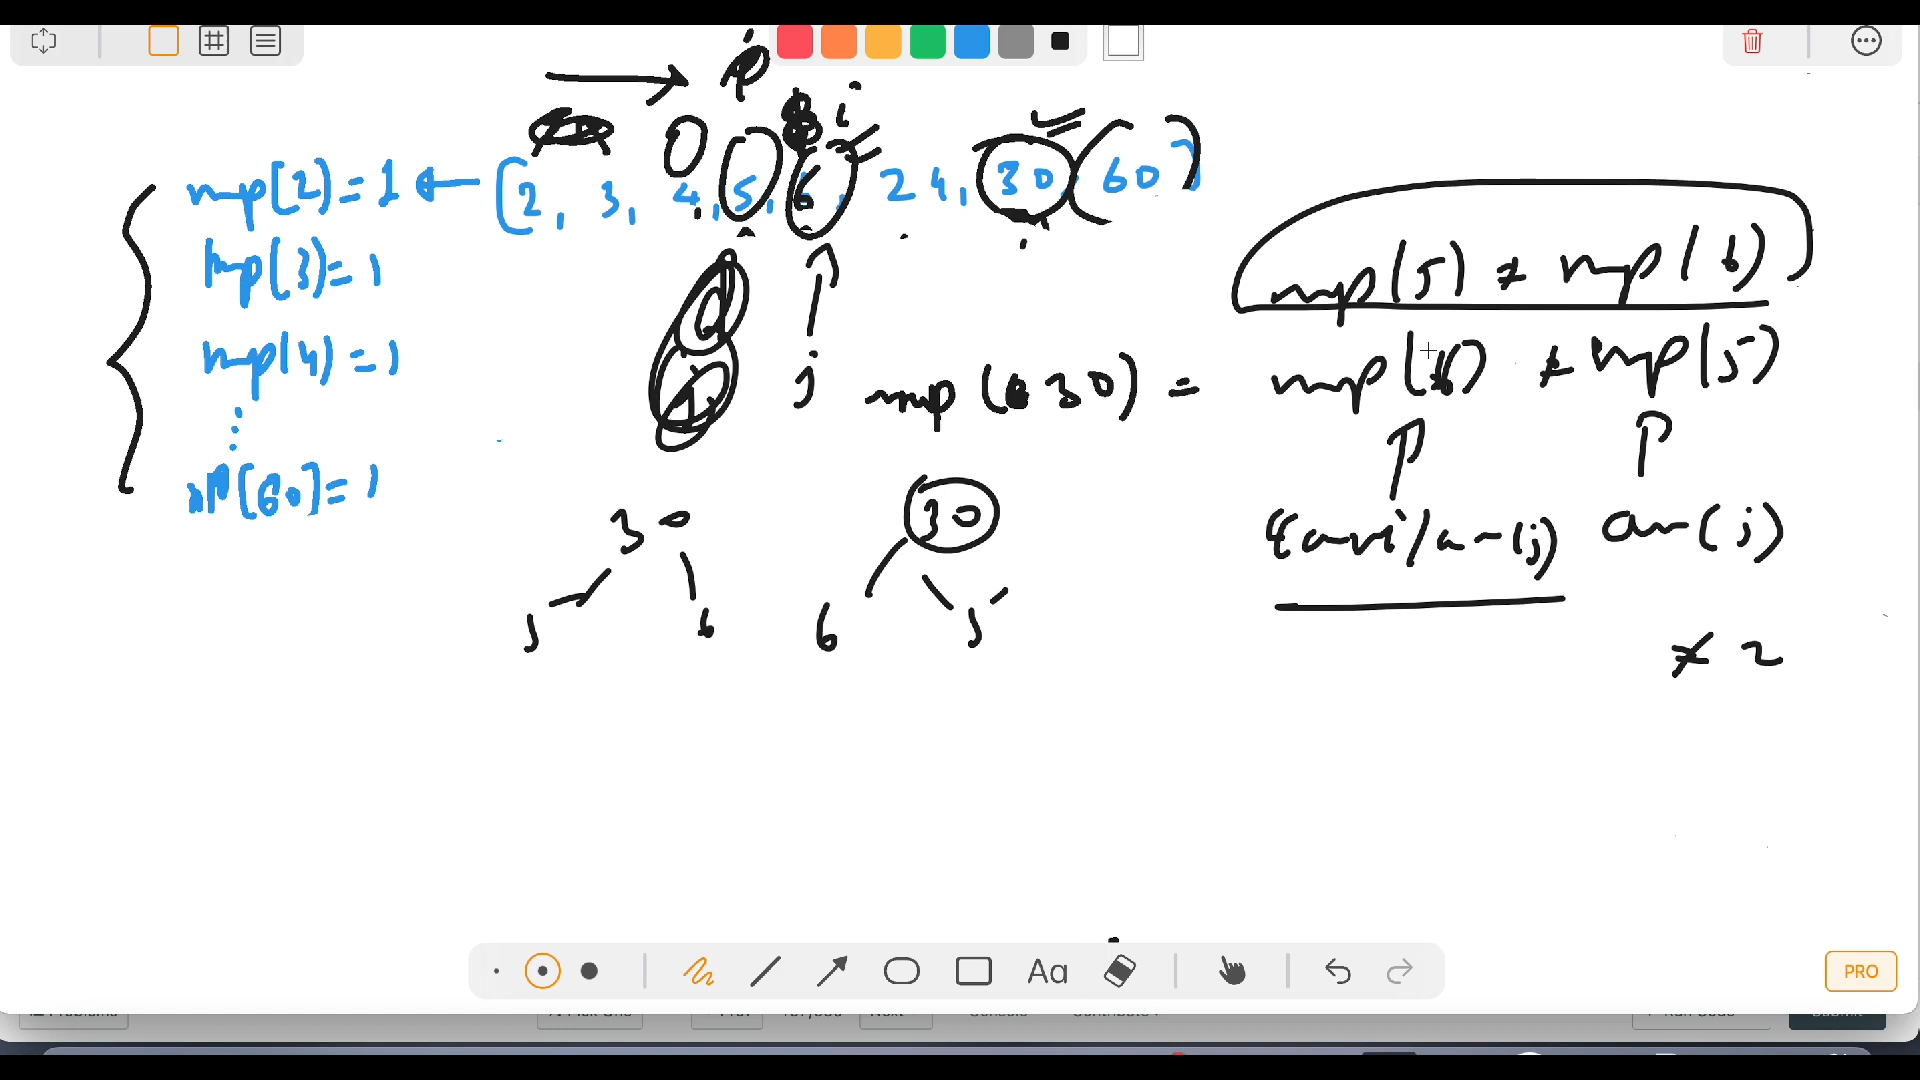 mp[2] = 1 ← [2, 3, 4, 5, 6, 24, 30, 60]
mp(3) = 1
mp(4) = 1
mp[60] = 1
i
j
mp(5) * mp(6)
mp(30) = mp(6) * mp(5)
arr(j)
* 2
30
5 6
30
6 5
Aa
PRO